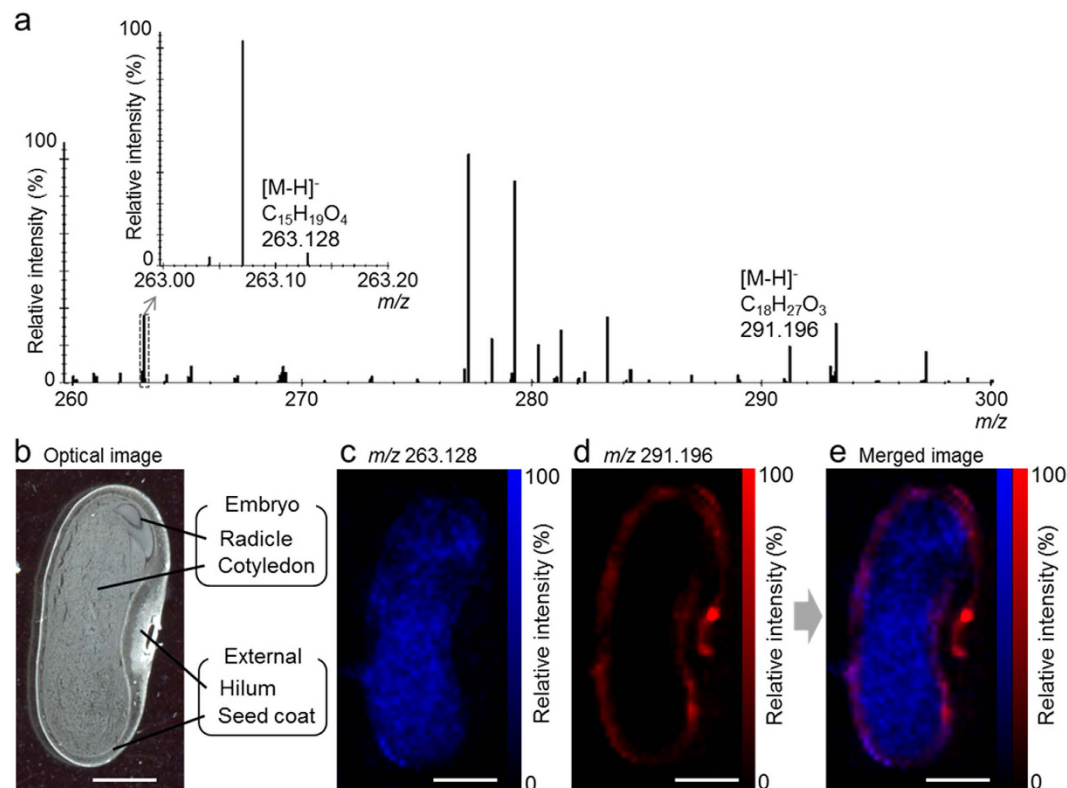 a
100
Relative intensity (%)
0
263.00
263.10
263.20
m/z
[M-H]-
C15H19O4
263.128
100
Relative intensity (%)
0
260
270
280
290
300
m/z
[M-H]-
C18H27O3
291.196
b Optical image
Embryo
Radicle
Cotyledon
External
Hilum
Seed coat
c m/z 263.128
100
Relative intensity (%)
0
d m/z 291.196
100
Relative intensity (%)
0
e Merged image
100
Relative intensity (%)
0